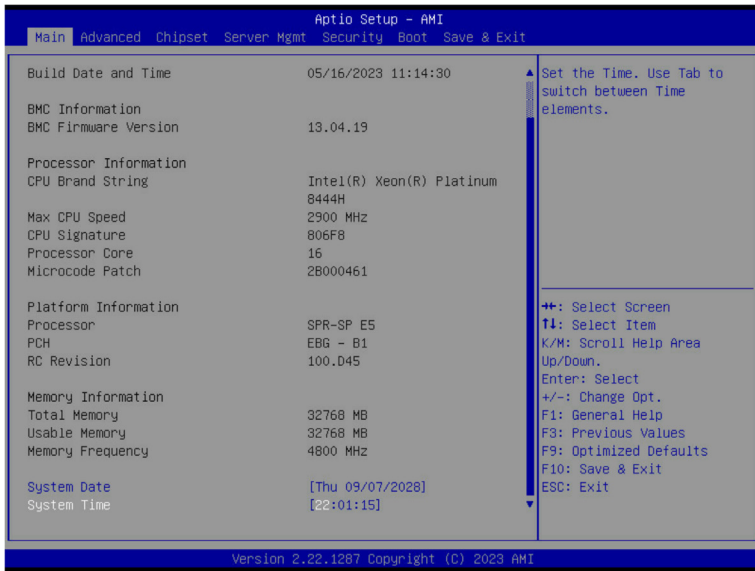 Aptio Setup – AMI
Main Advanced Chipset Server Mgmt Security Boot Save & Exit
Build Date and Time 05/16/2023 11:14:30
BMC Information
BMC Firmware Version 13.04.19
Processor Information
CPU Brand String Intel(R) Xeon(R) Platinum
8444H
Max CPU Speed 2900 MHz
CPU Signature 806F8
Processor Core 16
Microcode Patch 2B000461
Platform Information
Processor SPR-SP E5
PCH EBG - B1
RC Revision 100.D45
Memory Information
Total Memory 32768 MB
Usable Memory 32768 MB
Memory Frequency 4800 MHz
System Date [Thu 09/07/2028]
System Time [22:01:15]
Set the Time. Use Tab to
switch between Time
elements.
→←: Select Screen
↑↓: Select Item
K/M: Scroll Help Area
Up/Down.
Enter: Select
+/-: Change Opt.
F1: General Help
F3: Previous Values
F9: Optimized Defaults
F10: Save & Exit
ESC: Exit
Version 2.22.1287 Copyright (C) 2023 AMI